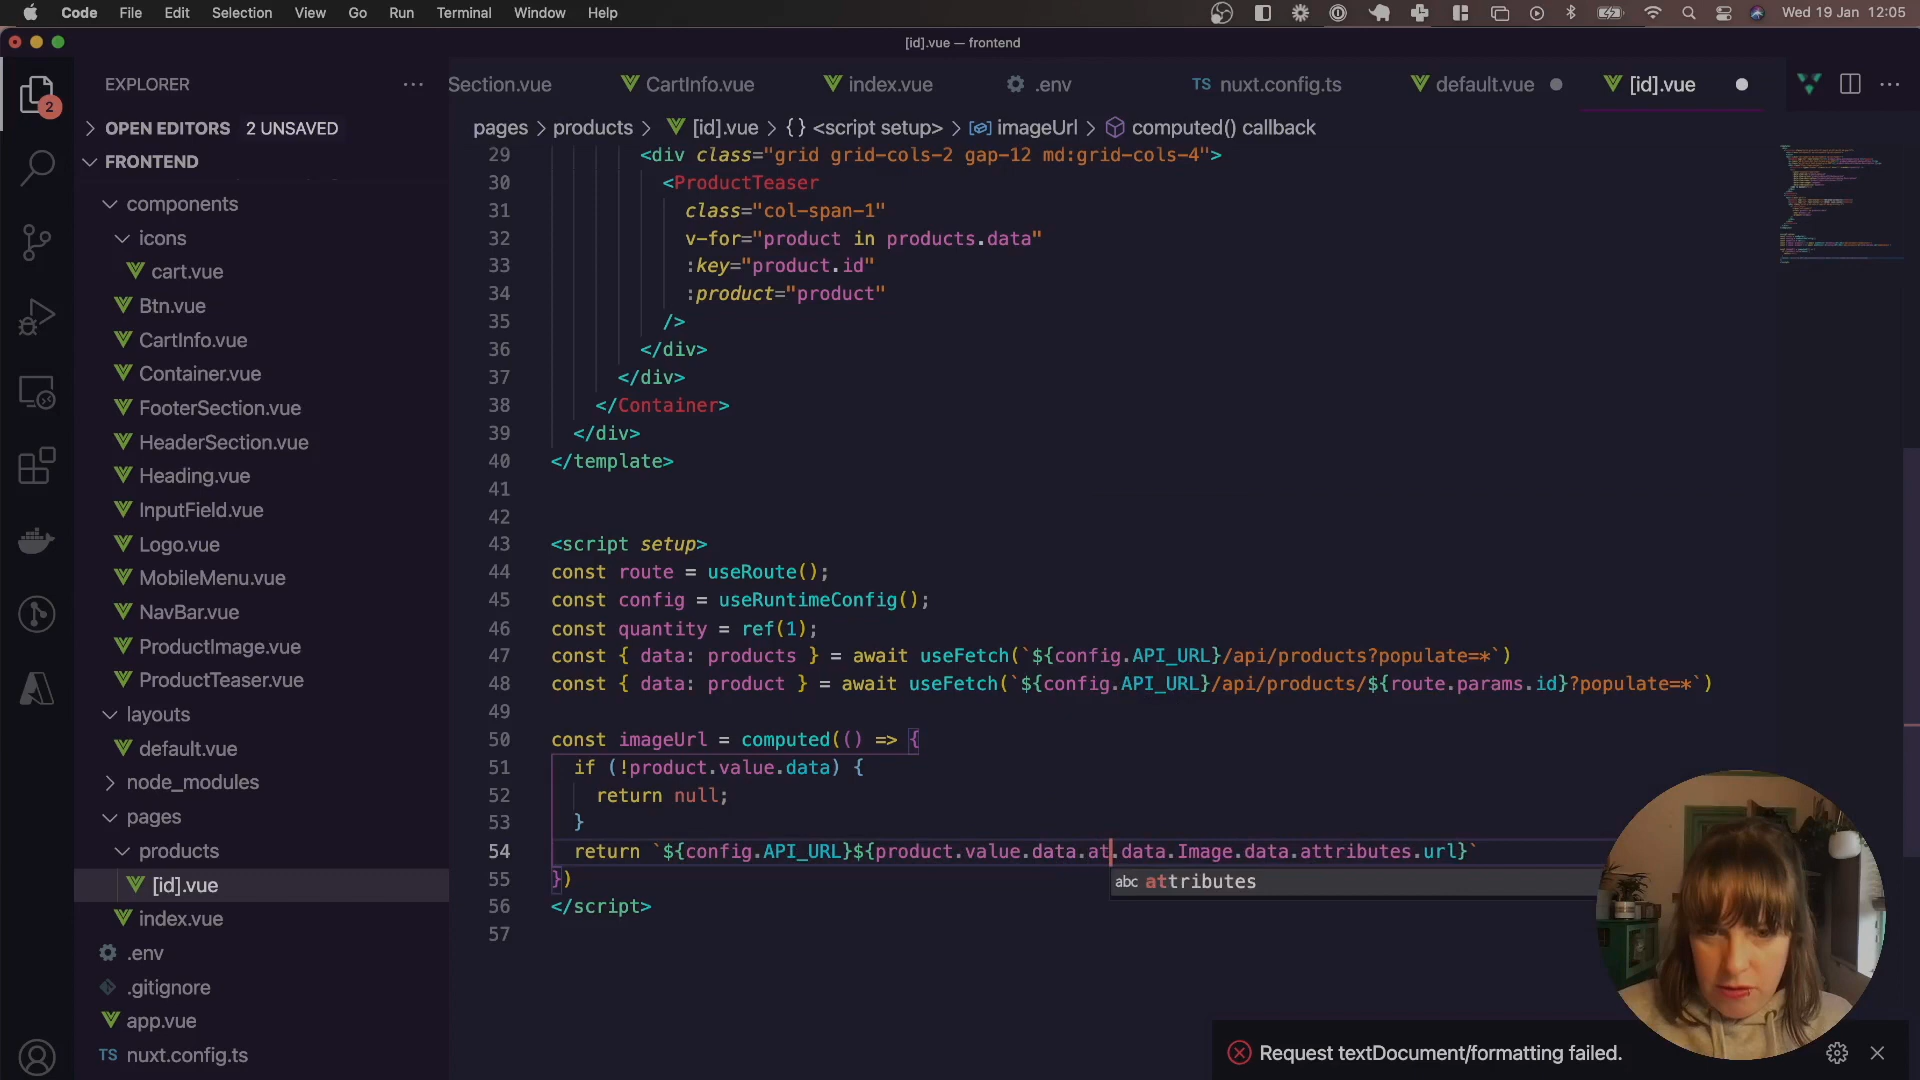 Code File Edit Selection View Go Run Terminal Window Help Wed 19 Jan 12:05
[id].vue — frontend
EXPLORER
Section.vue CartInfo.vue index.vue .env TS nuxt.config.ts default.vue [id].vue
2
OPEN EDITORS 2 UNSAVED
FRONTEND
components
icons
cart.vue
Btn.vue
CartInfo.vue
Container.vue
FooterSection.vue
HeaderSection.vue
Heading.vue
InputField.vue
Logo.vue
MobileMenu.vue
NavBar.vue
ProductImage.vue
ProductTeaser.vue
layouts
default.vue
node_modules
pages
products
[id].vue
index.vue
.env
.gitignore
app.vue
TS nuxt.config.ts
pages > products > [id].vue > {} <script setup> > imageUrl > computed() callback
29 <div class="grid grid-cols-2 gap-12 md:grid-cols-4">
30 <ProductTeaser
31 class="col-span-1"
32 v-for="product in products.data"
33 :key="product.id"
34 :product="product"
35 />
36 </div>
37 </div>
38 </Container>
39 </div>
40 </template>
41
42
43 <script setup>
44 const route = useRoute();
45 const config = useRuntimeConfig();
46 const quantity = ref(1);
47 const { data: products } = await useFetch(`${config.API_URL}/api/products?populate=*`)
48 const { data: product } = await useFetch(`${config.API_URL}/api/products/${route.params.id}?populate=*`)
49
50 const imageUrl = computed(() => {
51 if (!product.value.data) {
52 return null;
53 }
54 return `${config.API_URL}${product.value.data.at.data.Image.data.attributes.url}`
abc attributes
55 })
56 </script>
57
Request textDocument/formatting failed.